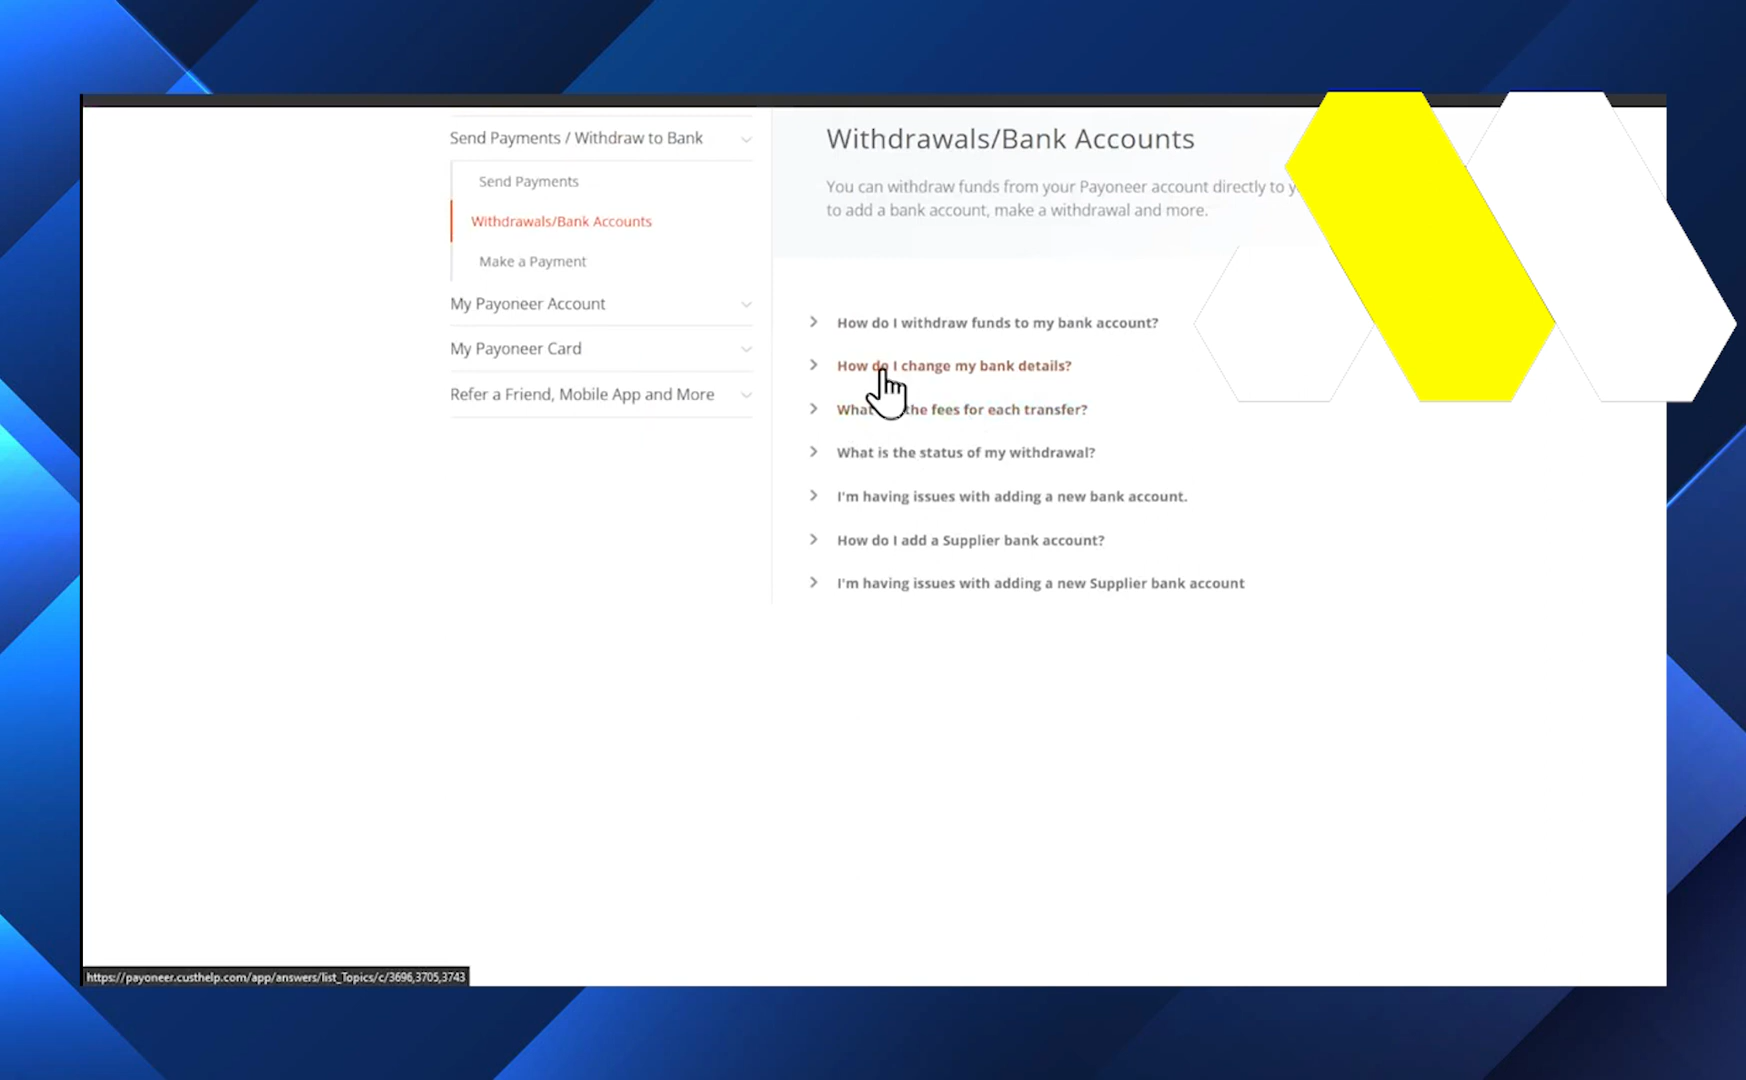 Send Payments / Withdraw to Bank
Send Payments
Withdrawals/Bank Accounts
Make a Payment
My Payoneer Account
My Payoneer Card
Refer a Friend, Mobile App and More
Withdrawals/Bank Accounts
You can withdraw funds from your Payoneer account directly to
to add a bank account, make a withdrawal and more.
How do I withdraw funds to my bank account?
How do I change my bank details?
What the fees for each transfer?
What is the status of my withdrawal?
I'm having issues with adding a new bank account.
How do I add a Supplier bank account?
I'm having issues with adding a new Supplier bank account
https://payoneer.custhelp.com/app/answers/list_Topics/c/3696,3705,3743